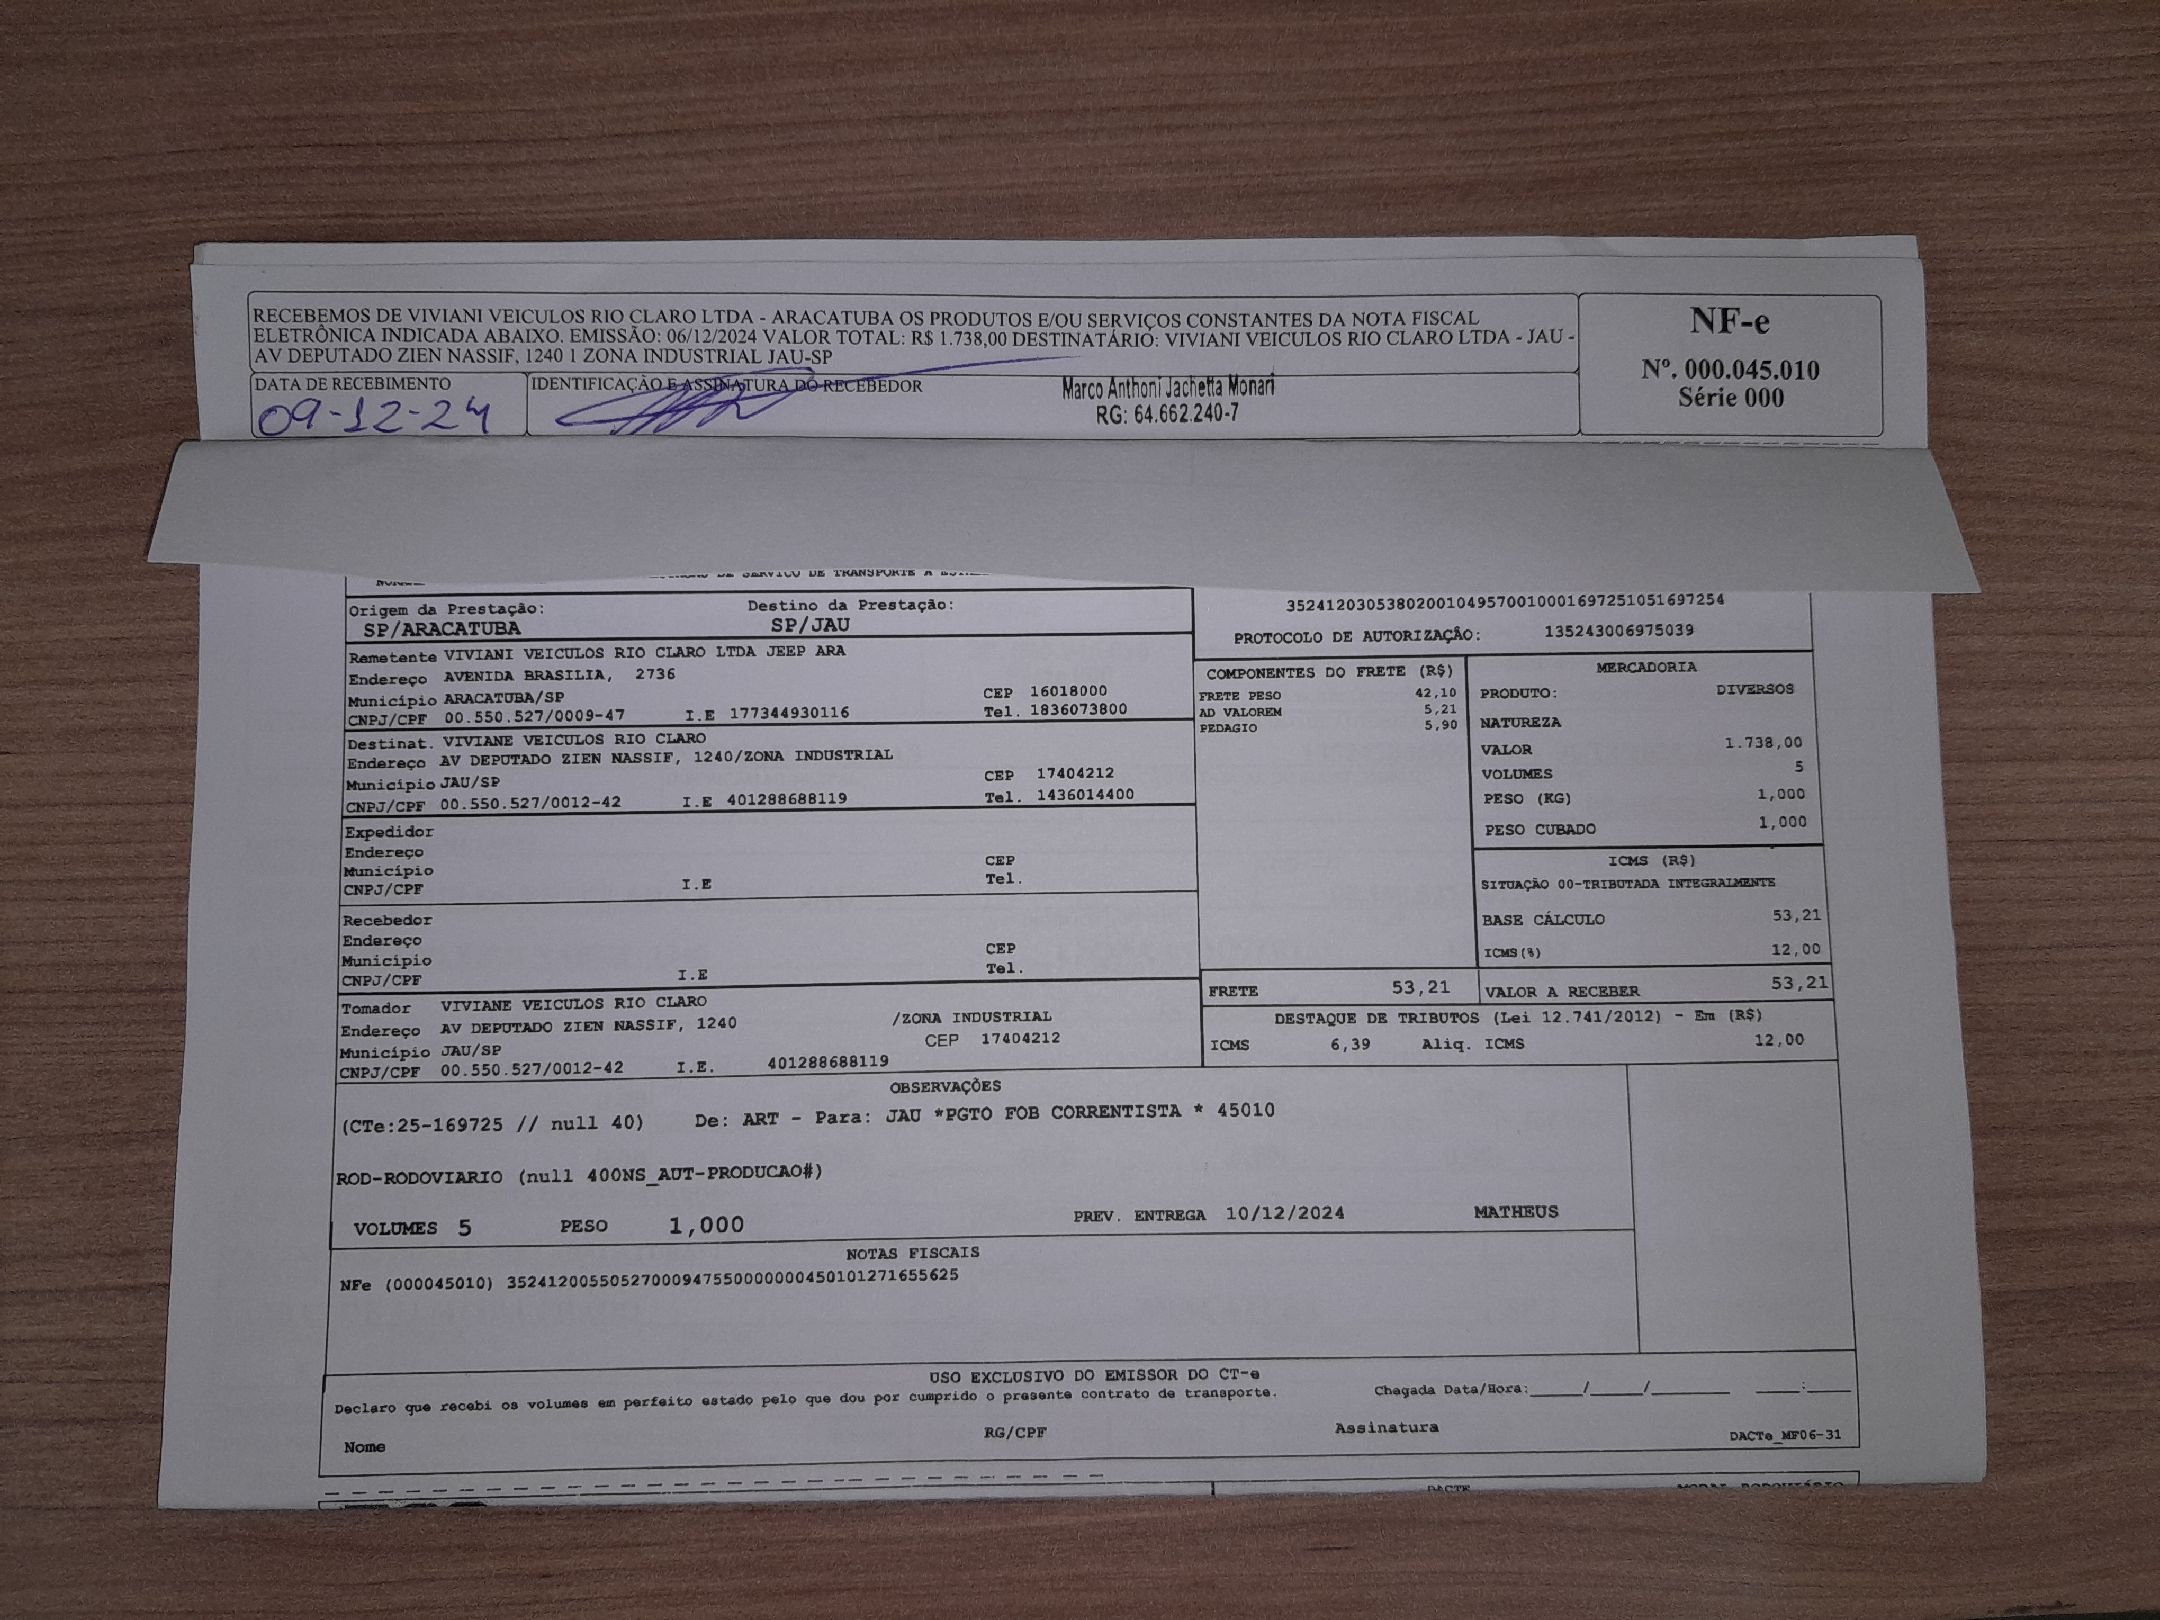 RECEBEMOS DE VIVIANI VEICULOS RIO CLARO LTDA - ARACATUBA OS PRODUTOS E/OU SERVIÇOS CONSTANTES DA NOTA FISCAL
ELETRÔNICA INDICADA ABAIXO. EMISSÃO: 06/12/2024 VALOR TOTAL: R$ 1.738,00 DESTINATÁRIO: VIVIANI VEICULOS RIO CLARO LTDA - JAU -
AV DEPUTADO ZIEN NASSIF, 1240 1 ZONA INDUSTRIAL JAU-SP
NF-e
Nº. 000.045.010
Série 000
DATA DE RECEBIMENTO
09-12-24
IDENTIFICAÇÃO E ASSINATURA DO RECEBEDOR
Marco Anthoni Jachetta Monari
RG: 64.662.240-7
DE SERVIÇO DE TRANSPORTE A
Origem da Prestação: Destino da Prestação:
SP/ARACATUBA SP/JAU
35241203053802001049570010001697251051697254
PROTOCOLO DE AUTORIZAÇÃO: 135243006975039
Remetente VIVIANI VEICULOS RIO CLARO LTDA JEEP ARA
Endereço AVENIDA BRASILIA, 2736
Município ARACATUBA/SP CEP 16018000
CNPJ/CPF 00.550.527/0009-47 I.E 177344930116 Tel. 1836073800
Destinat. VIVIANE VEICULOS RIO CLARO
Endereço AV DEPUTADO ZIEN NASSIF, 1240/ZONA INDUSTRIAL
Município JAU/SP CEP 17404212
CNPJ/CPF 00.550.527/0012-42 I.E 401288688119 Tel. 1436014400
Expedidor
Endereço
Município CEP
CNPJ/CPF I.E Tel.
Recebedor
Endereço
Município CEP
CNPJ/CPF I.E Tel.
Tomador VIVIANE VEICULOS RIO CLARO
Endereço AV DEPUTADO ZIEN NASSIF, 1240 /ZONA INDUSTRIAL
Município JAU/SP CEP 17404212
CNPJ/CPF 00.550.527/0012-42 I.E. 401288688119
COMPONENTES DO FRETE (R$)
FRETE PESO 42,10
AD VALOREM 5,21
PEDAGIO 5,90
MERCADORIA
PRODUTO: DIVERSOS
NATUREZA
VALOR 1.738,00
VOLUMES 5
PESO (KG) 1,000
PESO CUBADO 1,000
ICMS (R$)
SITUAÇÃO 00-TRIBUTADA INTEGRALMENTE
BASE CÁLCULO 53,21
ICMS(%) 12,00
FRETE 53,21 VALOR A RECEBER 53,21
DESTAQUE DE TRIBUTOS (Lei 12.741/2012) - Em (R$)
ICMS 6,39 Aliq. ICMS 12,00
OBSERVAÇÕES
(CTe:25-169725 // null 40) De: ART - Para: JAU *PGTO FOB CORRENTISTA * 45010
ROD-RODOVIARIO (null 400NS_AUT-PRODUCAO#)
VOLUMES 5 PESO 1,000 PREV. ENTREGA 10/12/2024 MATHEUS
NOTAS FISCAIS
NFe (000045010) 35241200550527000947550000000450101271655625
USO EXCLUSIVO DO EMISSOR DO CT-e
Declaro que recebi os volumes em perfeito estado pelo que dou por cumprido o presente contrato de transporte. Chegada Data/Hora:_____/_____/_______ ____:____
Nome RG/CPF Assinatura DACTe_MF06-31
DACTE MODAL RODOVIÁRIO